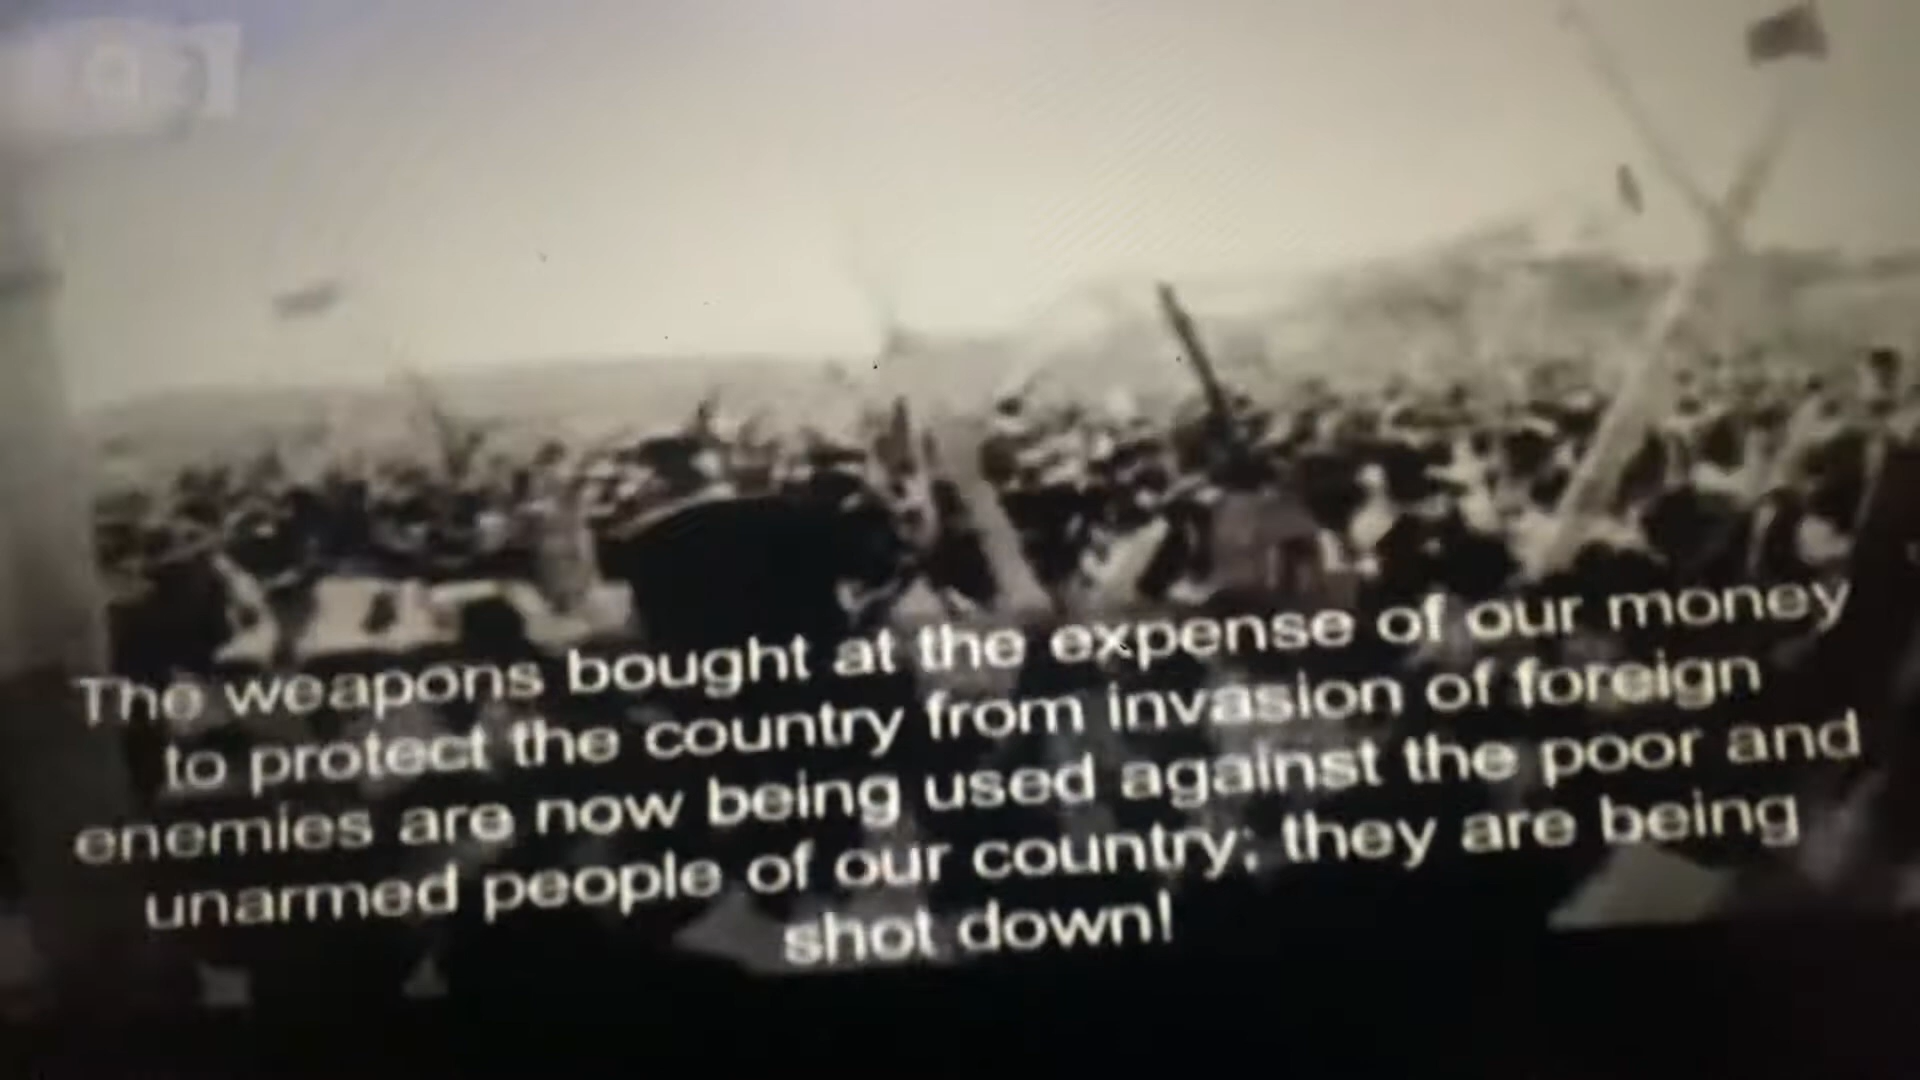 The weapons bought at the expense of our money
to protect the country from invasion of foreign
enemies are now being used against the poor and
unarmed people of our country; they are being
shot down!